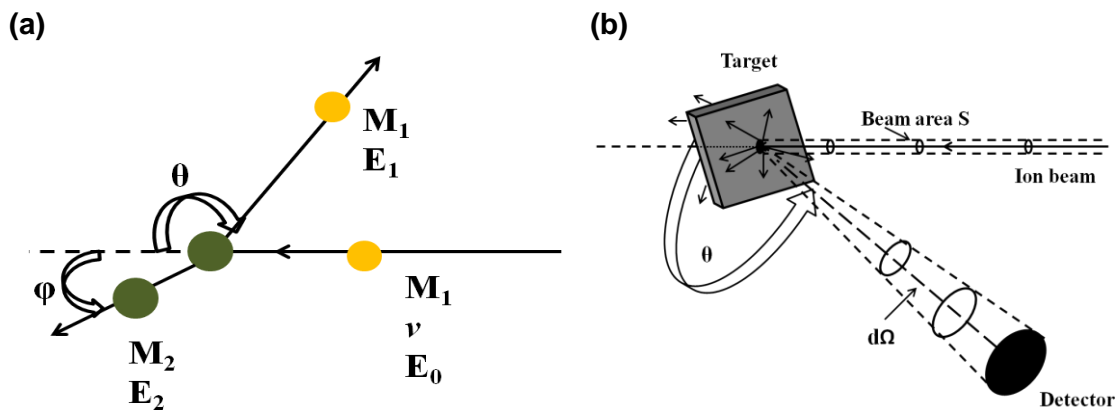 (a)
M1
E1
θ
φ
M1
v
E0
M2
E2
(b)
Target
Beam area S
Ion beam
θ
dΩ
Detector